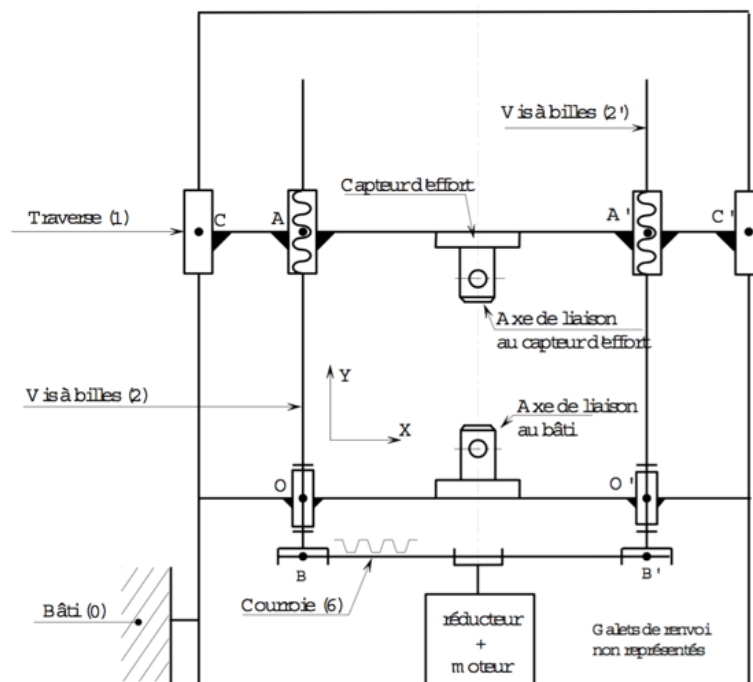 Vis à billes (2')
Capteur d'effort
Traverse (1)
C
A
A'
C'
Axe de liaison
au capteur d'effort
Y
Vis à billes (2)
X
Axe de liaison
au bâti
O
O'
B
B'
Courroie (6)
Bâti (0)
réducteur
+
moteur
Galets de renvoi
non représentés